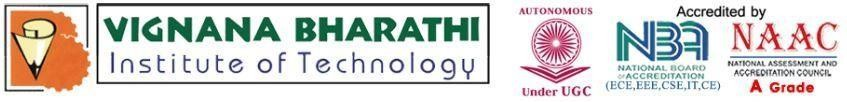 VIGNANA BHARATHI
Institute of Technology
AUTONOMOUS
Under UGC
NBA
NATIONAL BOARD
of ACCREDITATION
(ECE,EEE,CSE,IT,CE)
Accredited by
NAAC
NATIONAL ASSESSMENT AND
ACCREDITATION COUNCIL
A Grade